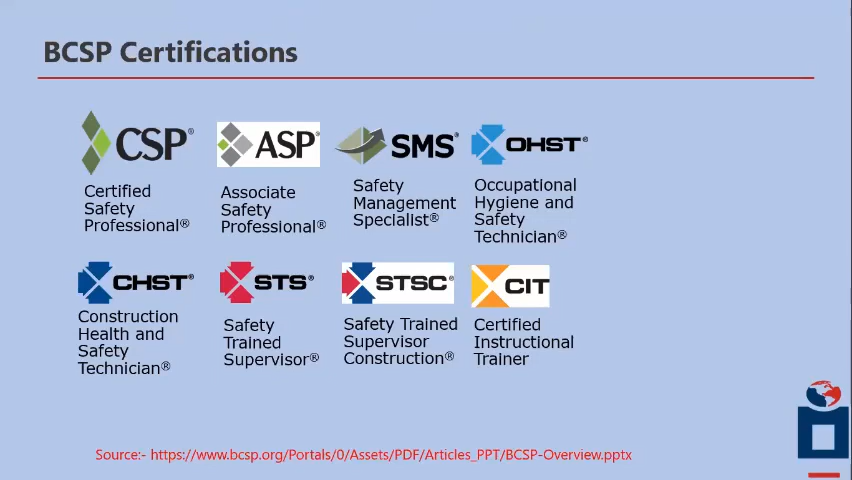 BCSP Certifications
CSP®
ASP®
SMS®
OHST®
Certified
Safety
Professional®
Associate
Safety
Professional®
Safety
Management
Specialist®
Occupational
Hygiene and
Safety
Technician®
CHST®
STS®
STSC®
CIT
Construction
Health and
Safety
Technician®
Safety
Trained
Supervisor®
Safety Trained
Supervisor
Construction®
Certified
Instructional
Trainer
Source:- https://www.bcsp.org/Portals/0/Assets/PDF/Articles_PPT/BCSP-Overview.pptx